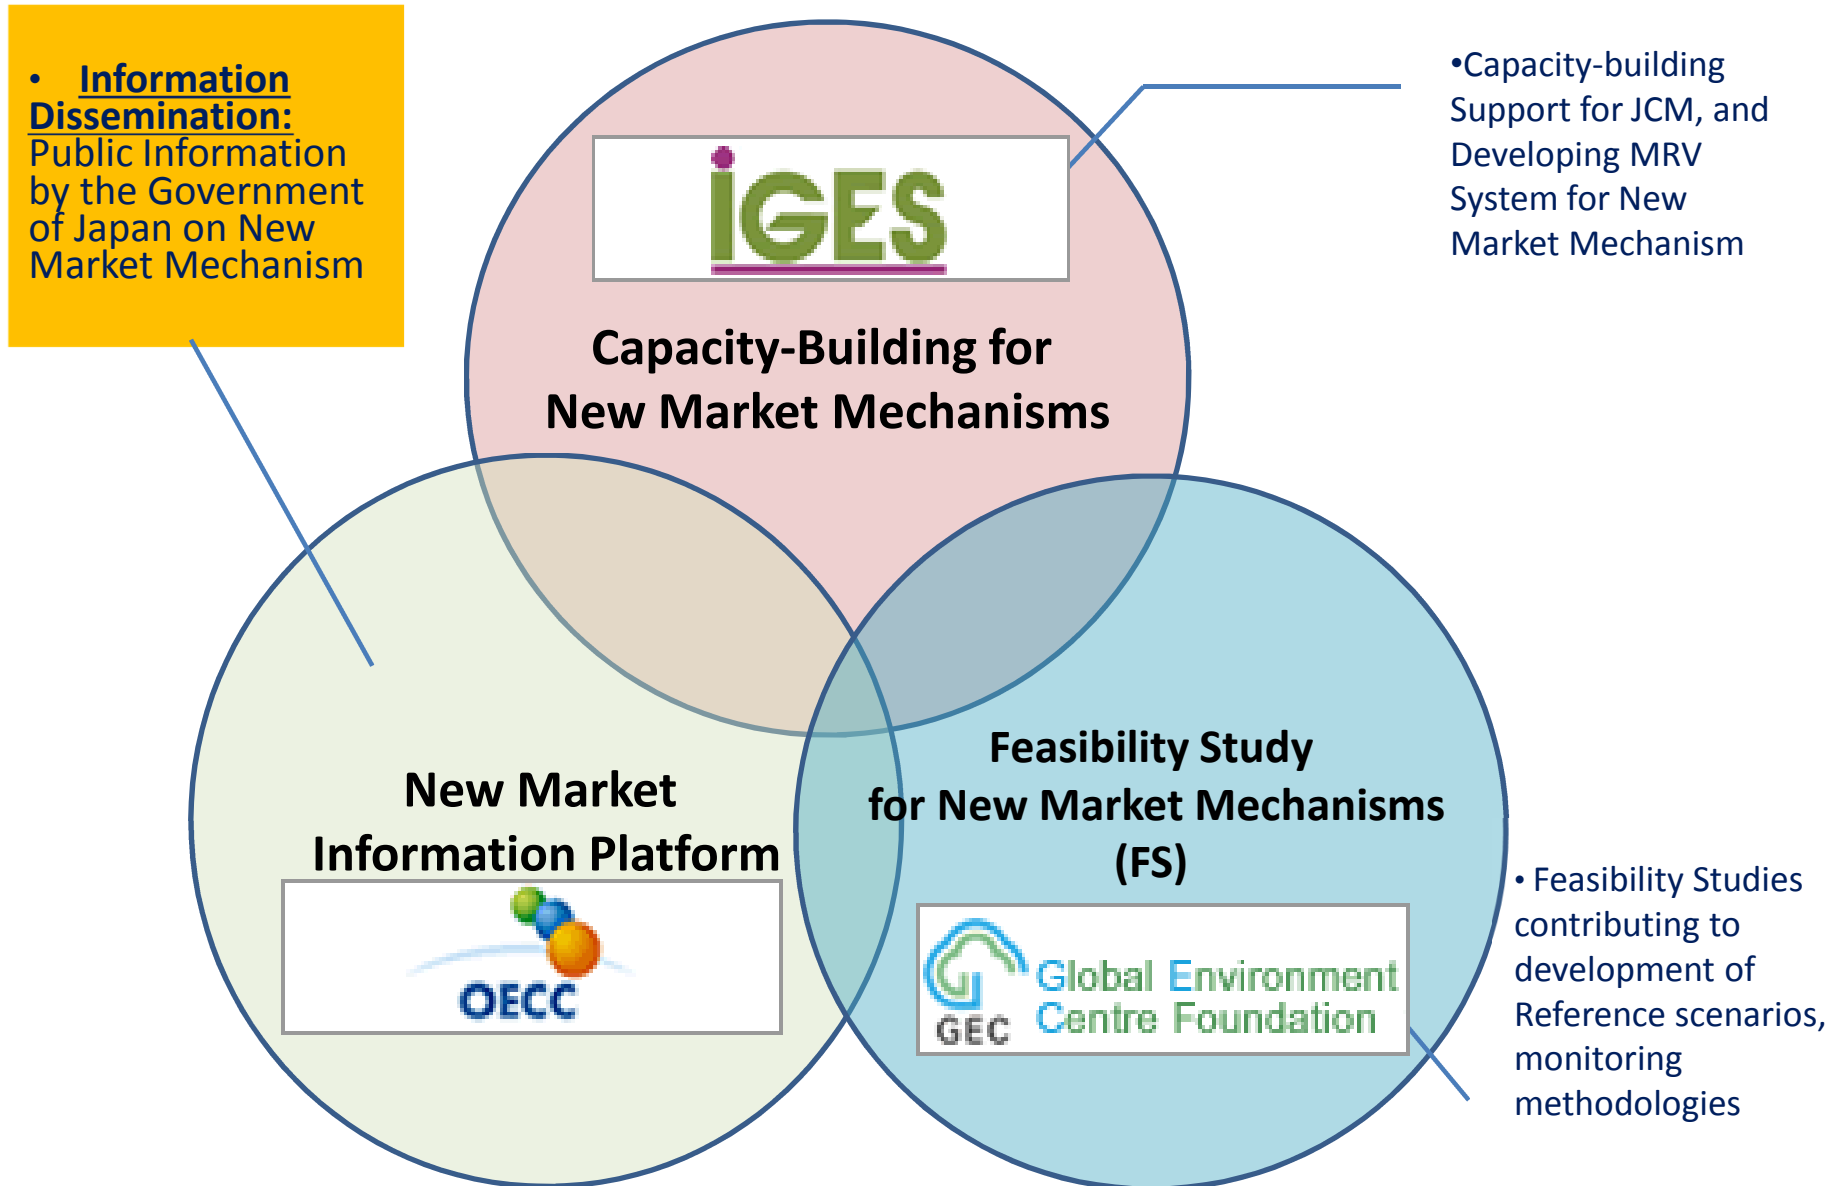 • Information
Dissemination:
Public Information
by the Government
of Japan on New
Market Mechanism
iGES
Capacity-Building for
New Market Mechanisms
•Capacity-building
Support for JCM, and
Developing MRV
System for New
Market Mechanism
New Market
Information Platform
OECC
Feasibility Study
for New Market Mechanisms
(FS)
GEC
Global Environment
Centre Foundation
• Feasibility Studies
contributing to
development of
Reference scenarios,
monitoring
methodologies